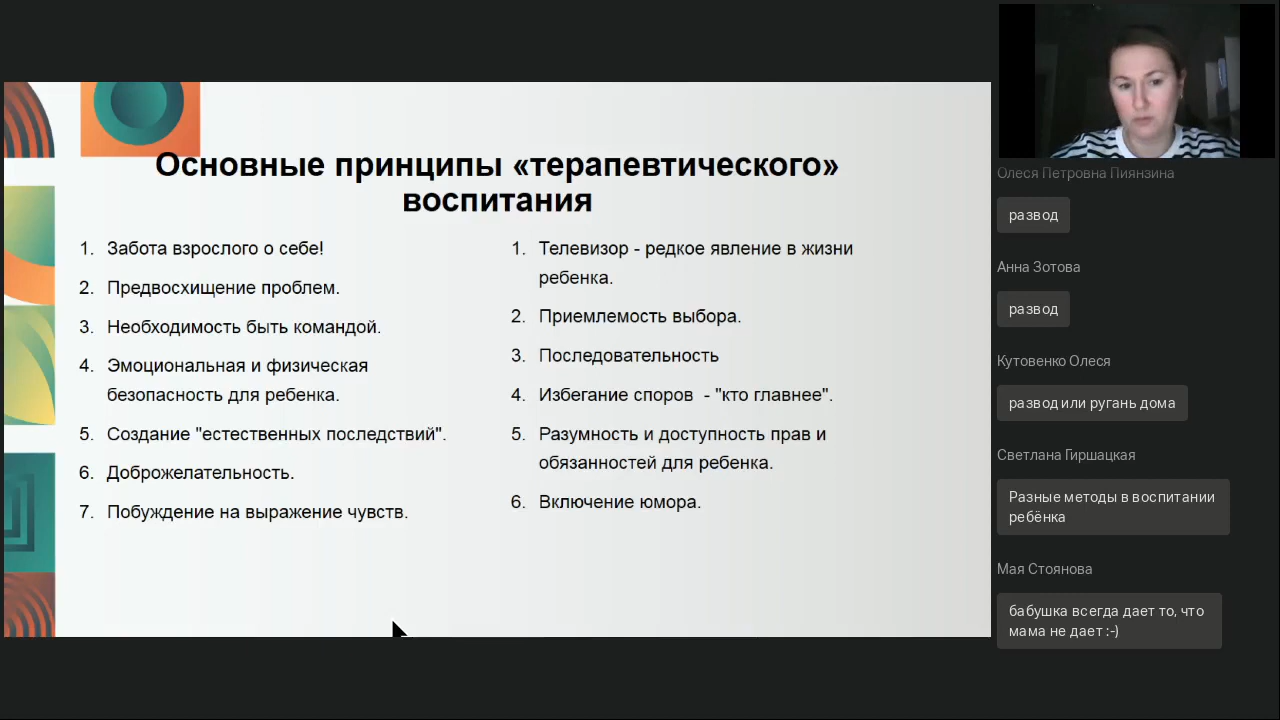 Основные принципы «терапевтического»
воспитания
1. Забота взрослого о себе!
2. Предвосхищение проблем.
3. Необходимость быть командой.
4. Эмоциональная и физическая
безопасность для ребенка.
5. Создание "естественных последствий".
6. Доброжелательность.
7. Побуждение на выражение чувств.
1. Телевизор - редкое явление в жизни
ребенка.
2. Приемлемость выбора.
3. Последовательность
4. Избегание споров - "кто главнее".
5. Разумность и доступность прав и
обязанностей для ребенка.
6. Включение юмора.
Олеся Петровна Пиянзина
развод
Анна Зотова
развод
Кутовенко Олеся
развод или ругань дома
Светлана Гиршацкая
Разные методы в воспитании
ребёнка
Мая Стоянова
бабушка всегда дает то, что
мама не дает :-)